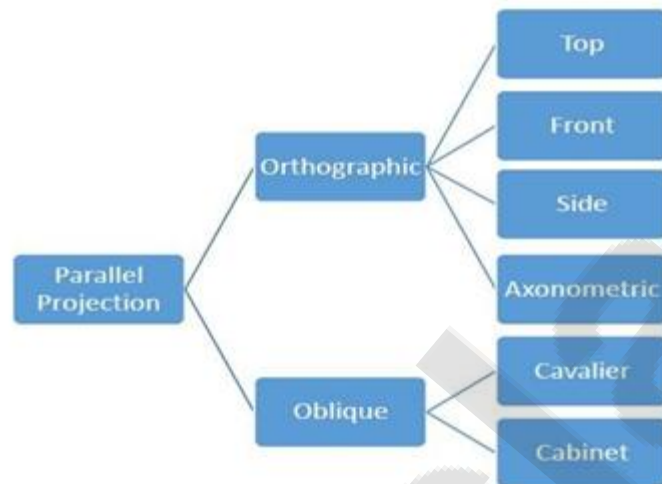 Top
Front
Orthographic
Side
Parallel
Projection
Axonometric
Cavalier
Oblique
Cabinet